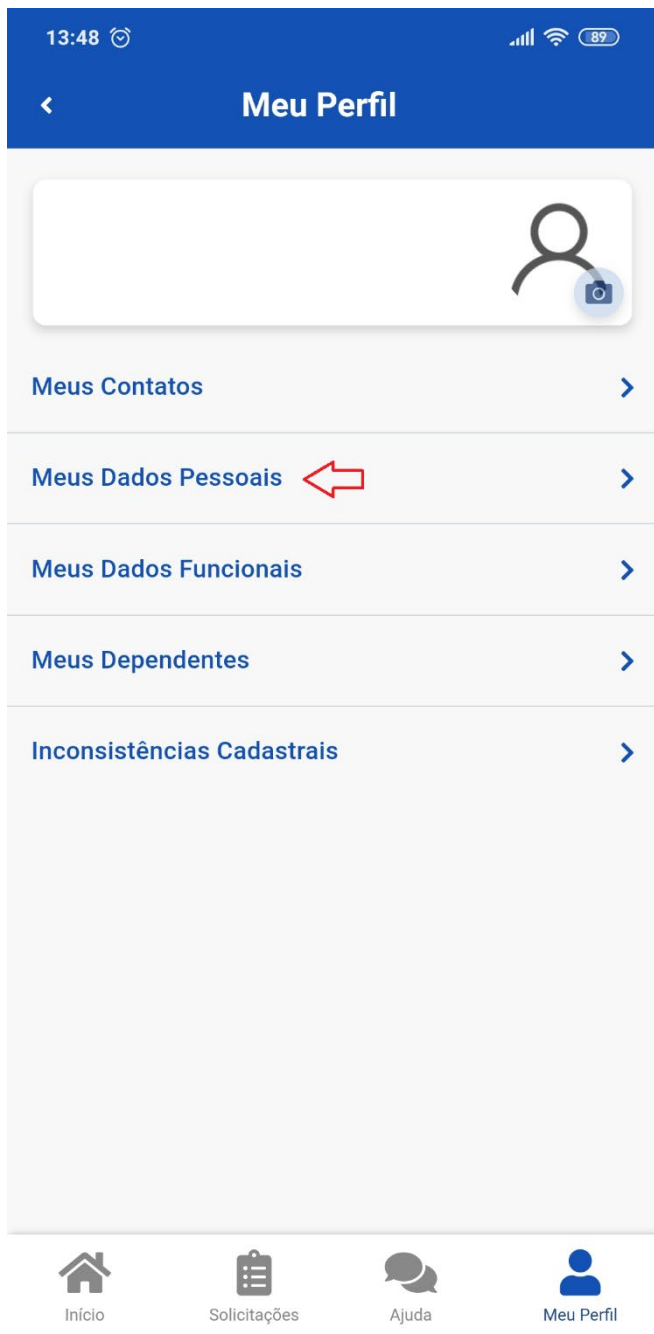 13:48 89
Meu Perfil
Meus Contatos
Meus Dados Pessoais
Meus Dados Funcionais
Meus Dependentes
Inconsistências Cadastrais
Início Solicitações Ajuda Meu Perfil